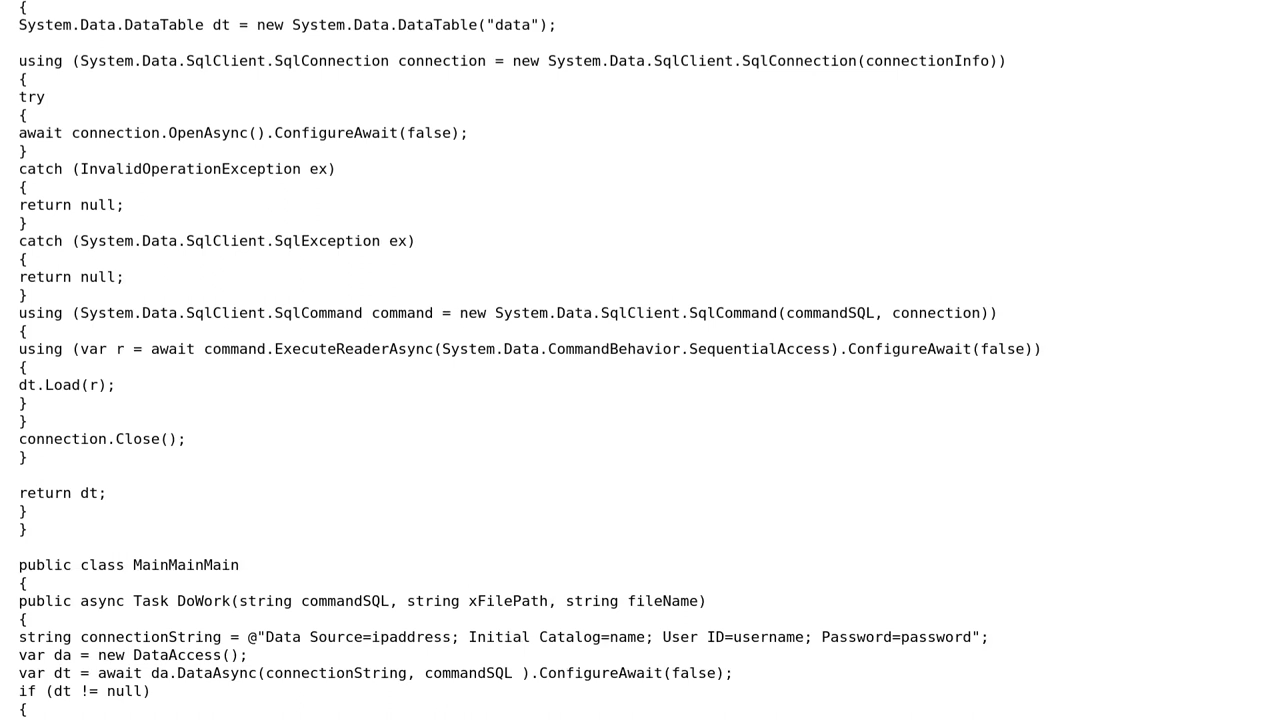 {
System.Data.DataTable dt = new System.Data.DataTable("data");
using (System.Data.SqlClient.SqlConnection connection = new System.Data.SqlClient.SqlConnection(connectionInfo))
{
try
{
await connection.OpenAsync().ConfigureAwait(false);
}
catch (InvalidOperationException ex)
{
return null;
}
catch (System.Data.SqlClient.SqlException ex)
{
return null;
}
using (System.Data.SqlClient.SqlCommand command = new System.Data.SqlClient.SqlCommand(commandSQL, connection))
{
using (var r = await command.ExecuteReaderAsync(System.Data.CommandBehavior.SequentialAccess).ConfigureAwait(false))
{
dt.Load(r);
}
}
connection.Close();
}
return dt;
}
}
public class MainMainMain
{
public async Task DoWork(string commandSQL, string xFilePath, string fileName)
{
string connectionString = @"Data Source=ipaddress; Initial Catalog=name; User ID=username; Password=password";
var da = new DataAccess();
var dt = await da.DataAsync(connectionString, commandSQL ).ConfigureAwait(false);
if (dt != null)
{